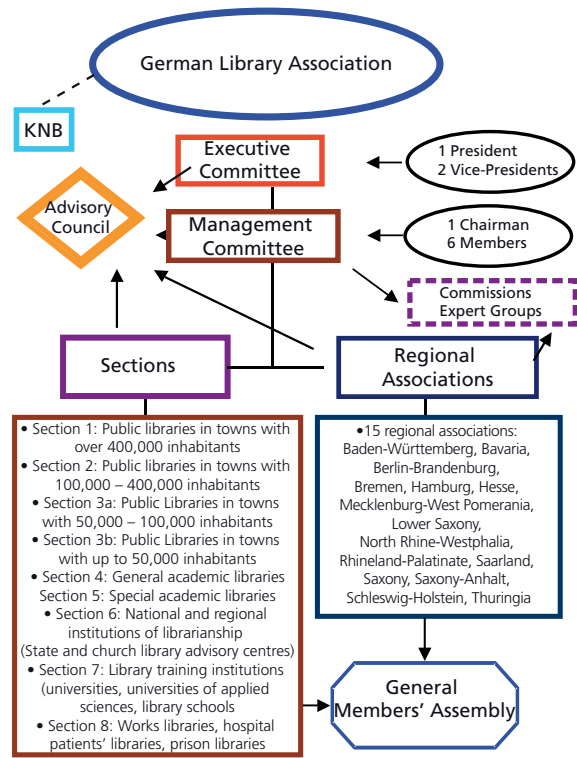 German Library Association
KNB
Executive
Committee
1 President
2 Vice-Presidents
Advisory
Council
Management
Committee
1 Chairman
6 Members
Commissions
Expert Groups
Sections
Regional
Associations
• Section 1: Public libraries in towns with
over 400,000 inhabitants
• Section 2: Public libraries in towns with
100,000 – 400,000 inhabitants
• Section 3a: Public Libraries in towns
with 50,000 – 100,000 inhabitants
• Section 3b: Public Libraries in towns
with up to 50,000 inhabitants
• Section 4: General academic libraries
Section 5: Special academic libraries
• Section 6: National and regional
institutions of librarianship
(State and church library advisory centres)
• Section 7: Library training institutions
(universities, universities of applied
sciences, library schools
• Section 8: Works libraries, hospital
patients’ libraries, prison libraries
•15 regional associations:
Baden-Württemberg, Bavaria,
Berlin-Brandenburg,
Bremen, Hamburg, Hesse,
Mecklenburg-West Pomerania,
Lower Saxony,
North Rhine-Westphalia,
Rhineland-Palatinate, Saarland,
Saxony, Saxony-Anhalt,
Schleswig-Holstein, Thuringia
General
Members’ Assembly